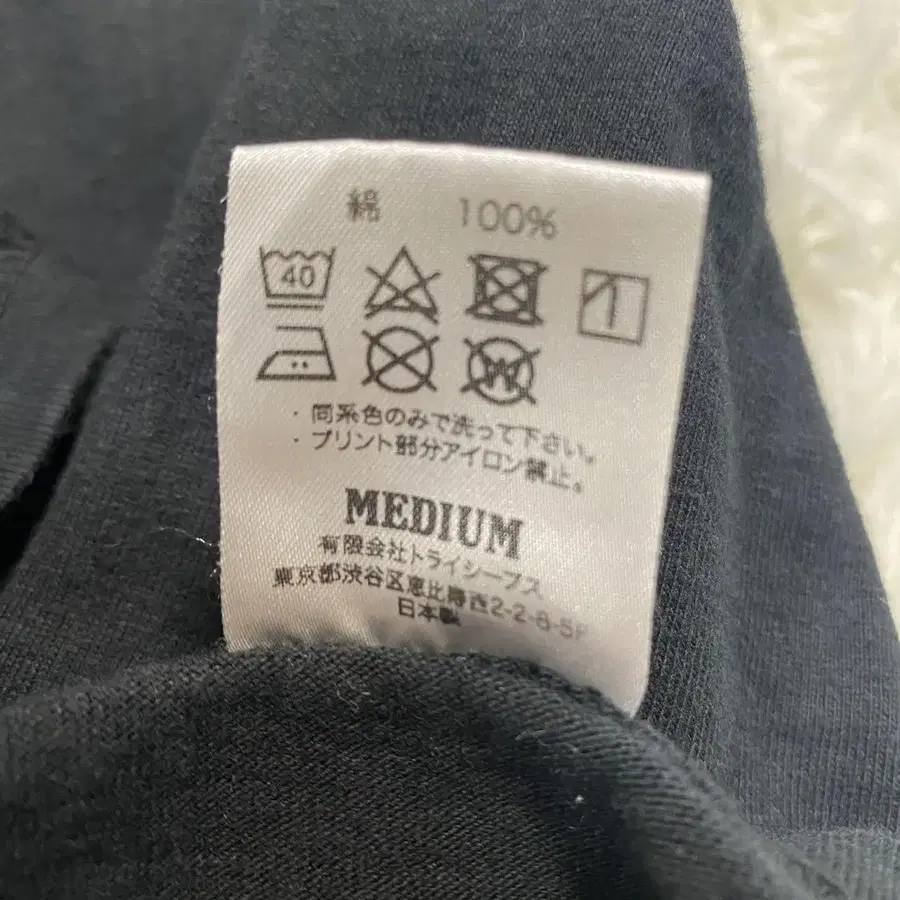 綿 100%
40
W
・同系色のみで洗って下さい。
・プリント部分アイロン禁止。
MEDIUM
有限会社トライシープス
東京都渋谷区恵比寿西2-2-8-5F
日本製